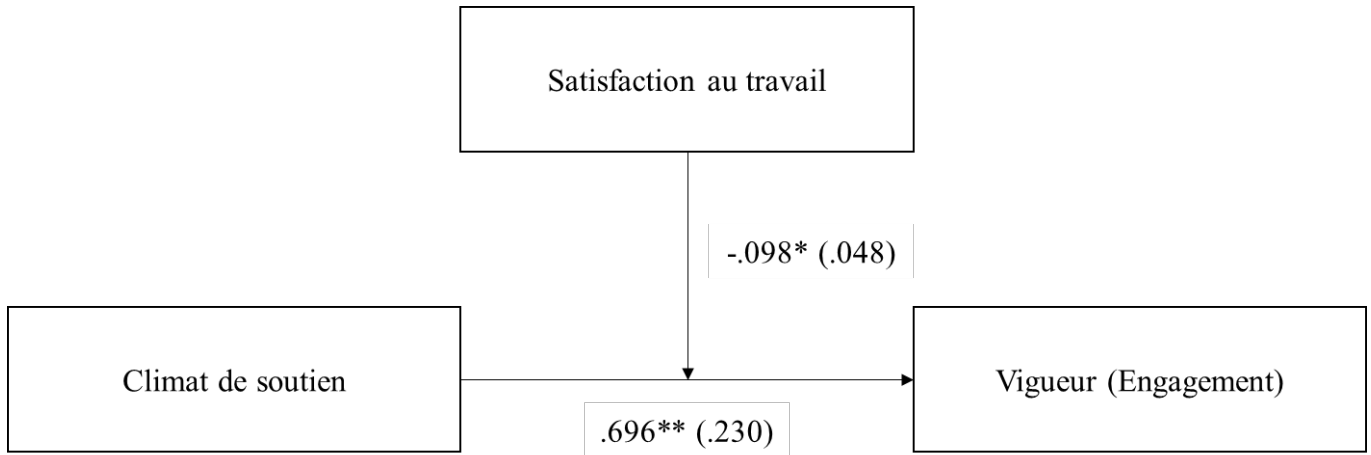 Satisfaction au travail
-.098* (.048)
Climat de soutien
Vigueur (Engagement)
.696** (.230)